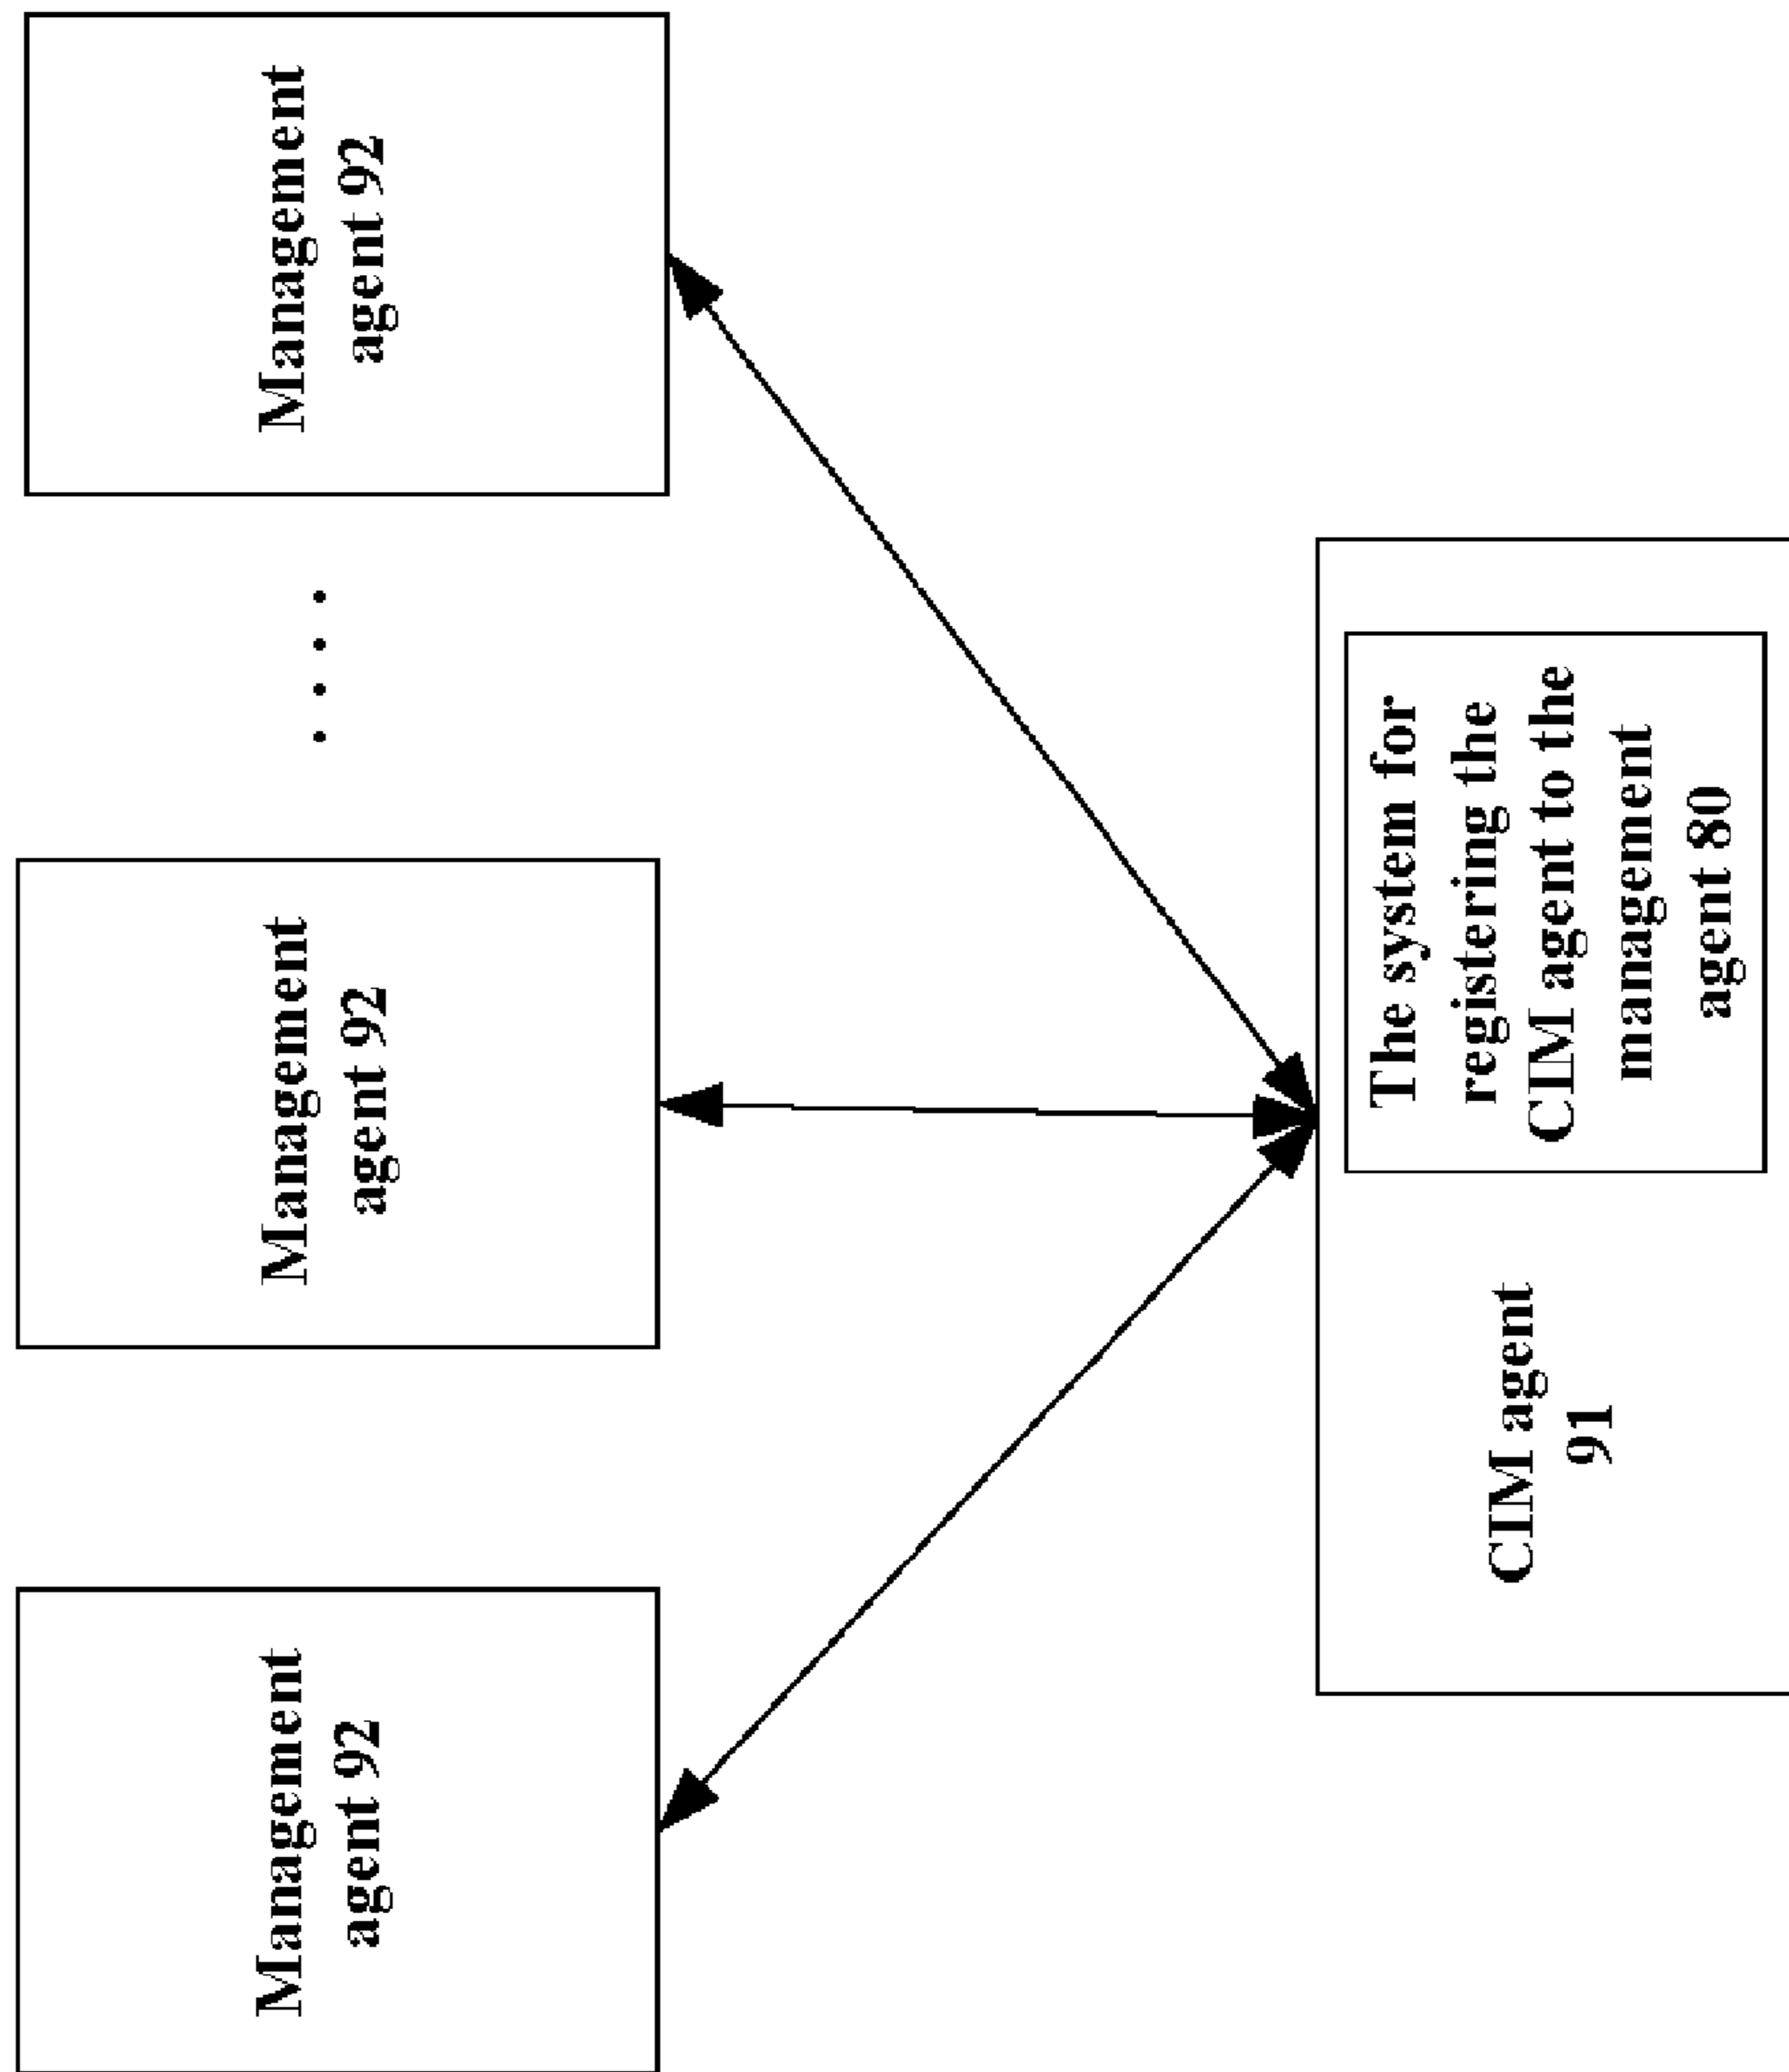 Management
agent 92
Management
agent 92
. . . .
Management
agent 92
CIM agent
91
The system for
registering the
CIM agent to the
management
agent 80